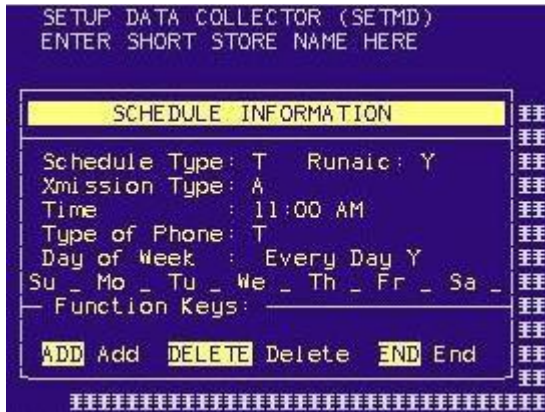 SETUP DATA COLLECTOR (SETMD)
ENTER SHORT STORE NAME HERE
SCHEDULE INFORMATION
Schedule Type: T Runaic: Y
Xmission Type: A
Time : 11:00 AM
Type of Phone: T
Day of Week : Every Day Y
Su _ Mo _ Tu _ We _ Th _ Fr _ Sa _
Function Keys:
ADD Add DELETE Delete END End